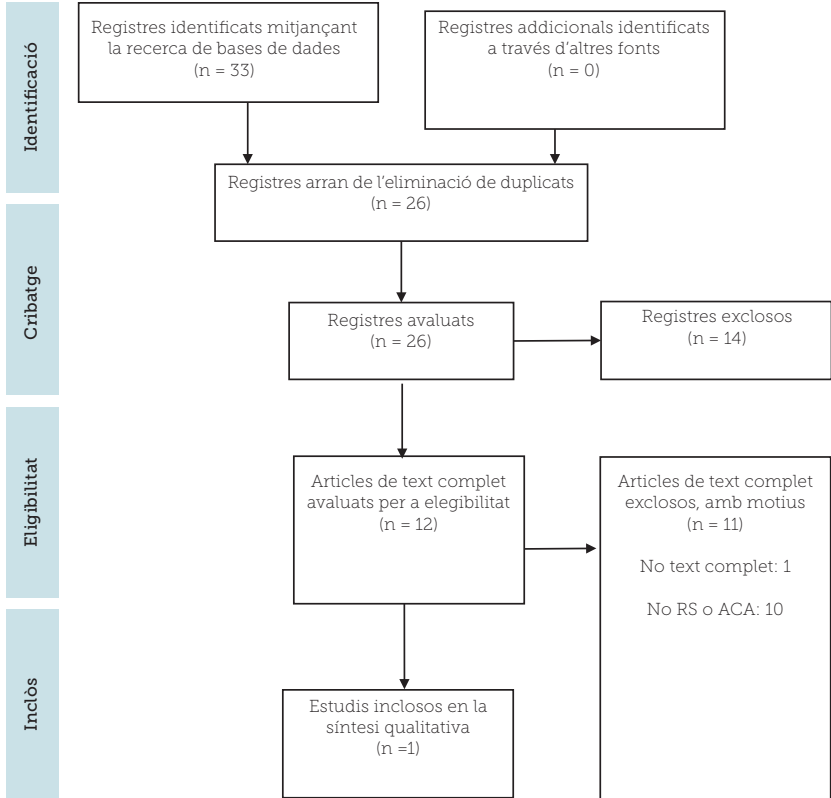 Identificació
Registres identificats mitjançant
la recerca de bases de dades
(n = 33)
Registres addicionals identificats
a través d'altres fonts
(n = 0)
Registres arran de l'eliminació de duplicats
(n = 26)
Cribatge
Registres avaluats
(n = 26)
Registres exclosos
(n = 14)
Eligibilitat
Articles de text complet
avaluats per a elegibilitat
(n = 12)
Articles de text complet
exclosos, amb motius
(n = 11)
No text complet: 1
No RS o ACA: 10
Inclòs
Estudis inclosos en la
síntesi qualitativa
(n =1)